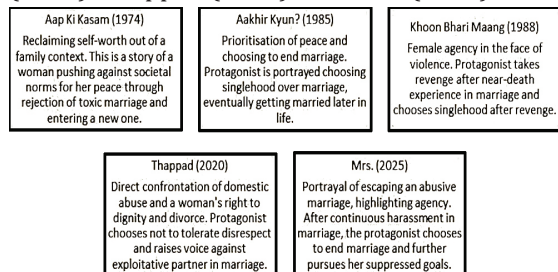 Aap Ki Kasam (1974)
Reclaiming self-worth out of a
family context. This is a story of a
woman pushing against societal
norms for her peace through
rejection of toxic marriage and
entering a new one.
Aakhir Kyun? (1985)
Prioritisation of peace and
choosing to end marriage.
Protagonist is portrayed choosing
singlehood over marriage,
eventually getting married later in
life.
Khoon Bhari Maang (1988)
Female agency in the face of
violence. Protagonist takes
revenge after near-death
experience in marriage and
chooses singlehood after revenge.
Thappad (2020)
Direct confrontation of domestic
abuse and a woman's right to
dignity and divorce. Protagonist
chooses not to tolerate disrespect
and raises voice against
exploitative partner in marriage.
Mrs. (2025)
Portrayal of escaping an abusive
marriage, highlighting agency.
After continuous harassment in
marriage, the protagonist chooses
to end marriage and further
pursues her suppressed goals.